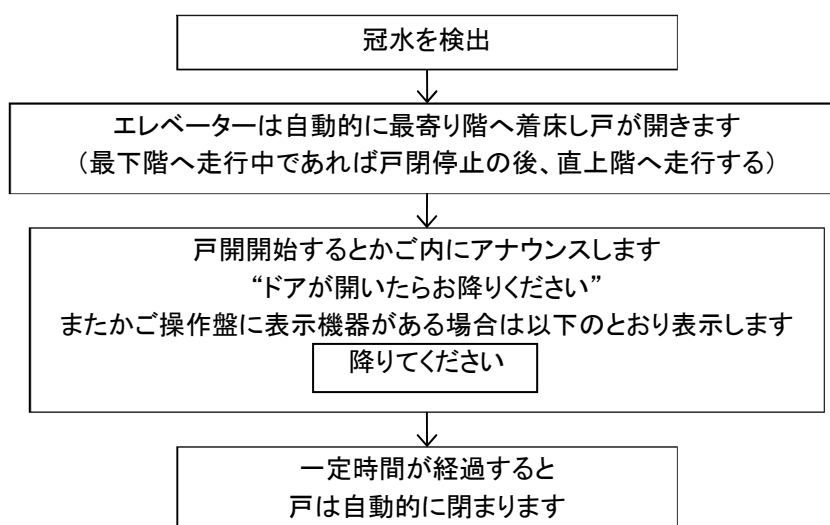 冠水を検出
エレベーターは自動的に最寄り階へ着床し戸が開きます
（最下階へ走行中であれば戸閉停止の後、直上階へ走行する）
戸開開始するとかご内にアナウンスします
“ドアが開いたらお降りください”
またかご操作盤に表示機器がある場合は以下のとおり表示します
降りてください
一定時間が経過すると
戸は自動的に閉まります